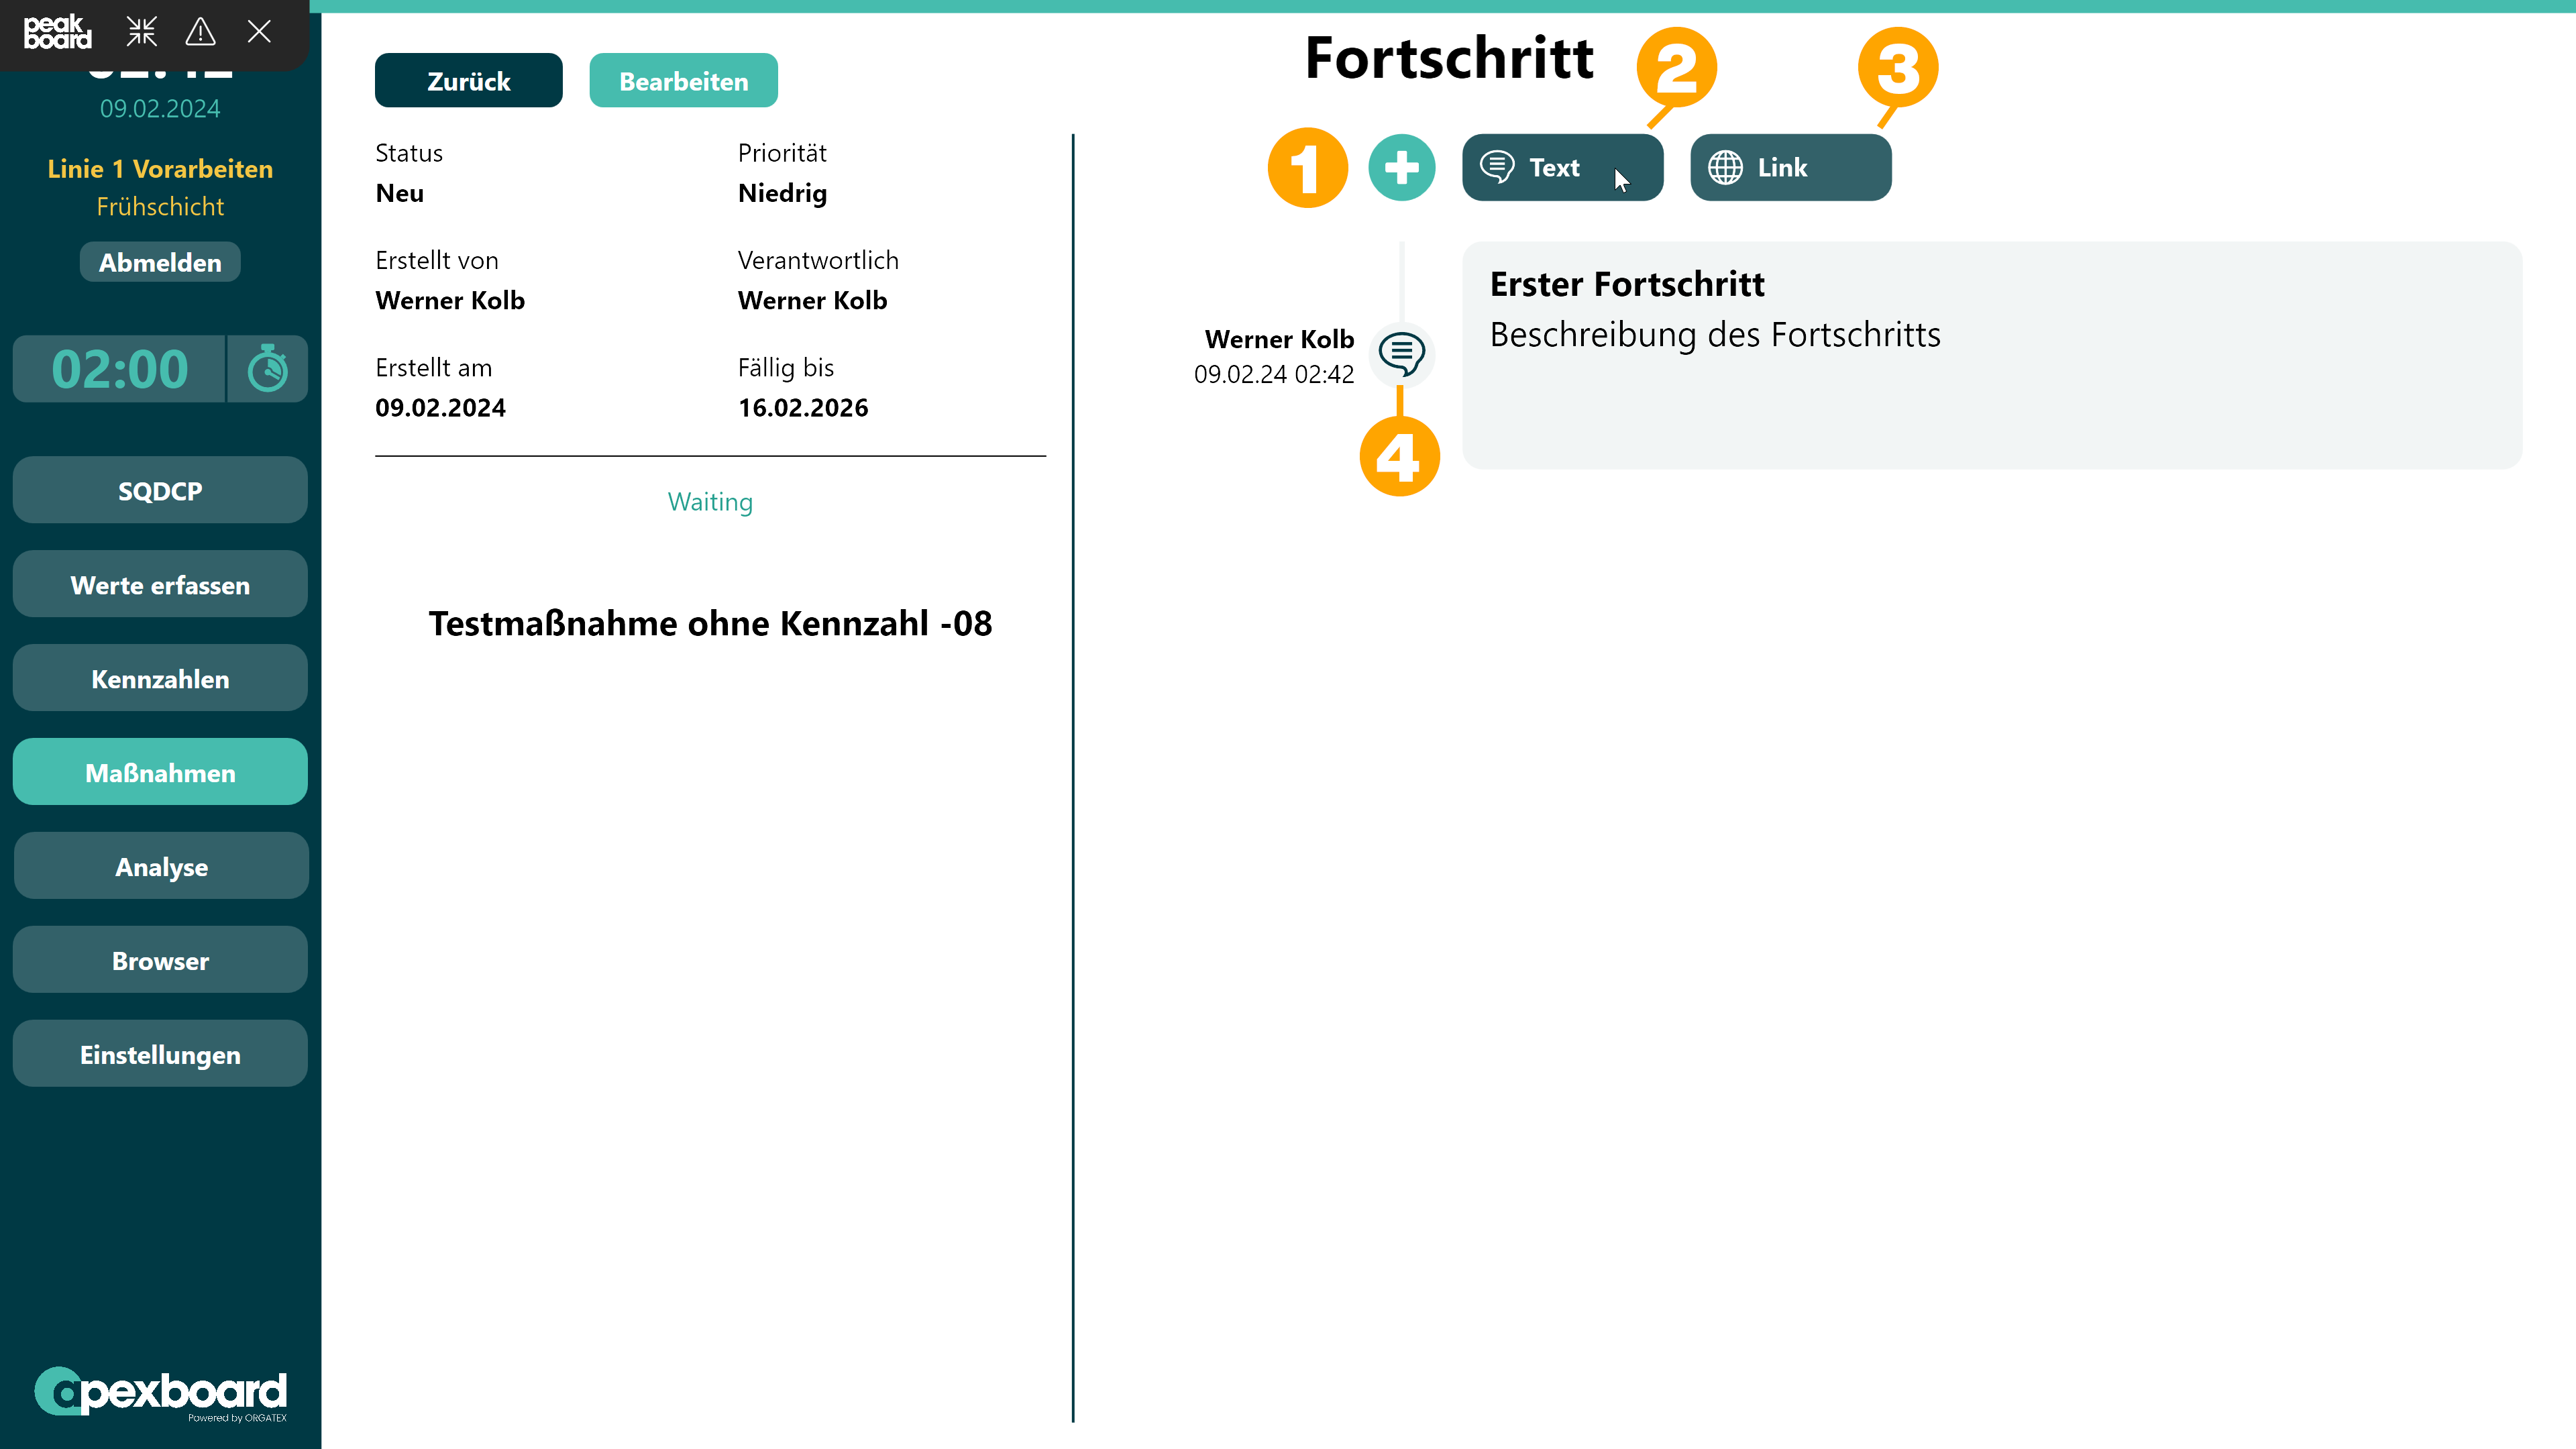 peak
board
09.02.2024
Linie 1 Vorarbeiten
Frühschicht
Abmelden
02:00
SQDCP
Werte erfassen
Kennzahlen
Maßnahmen
Analyse
Browser
Einstellungen
apexboard
Powered by ORGATEX
Zurück
Bearbeiten
Status
Priorität
Neu
Niedrig
Erstellt von
Verantwortlich
Werner Kolb
Werner Kolb
Erstellt am
Fällig bis
09.02.2024
16.02.2026
Waiting
Testmaßnahme ohne Kennzahl -08
Fortschritt
2
3
1
Text
Link
Erster Fortschritt
Beschreibung des Fortschritts
Werner Kolb
09.02.24 02:42
4